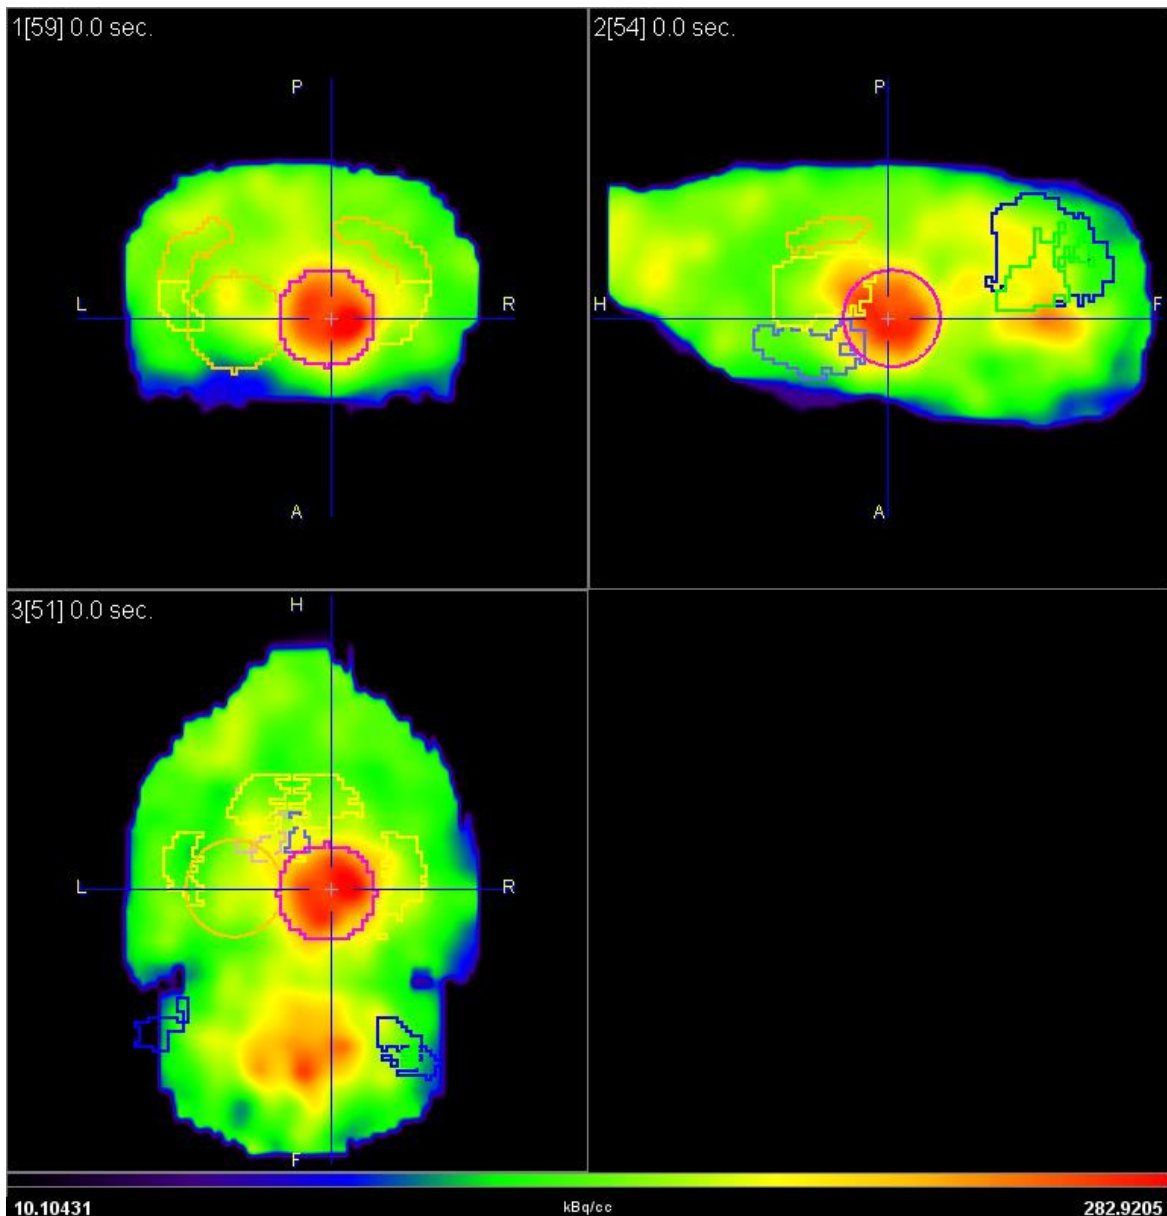 1[59] 0.0 sec.
P
L
R
A
2[54] 0.0 sec.
P
H
F
A
3[51] 0.0 sec.
H
L
R
F
10.10431
kBq/cc
282.9205